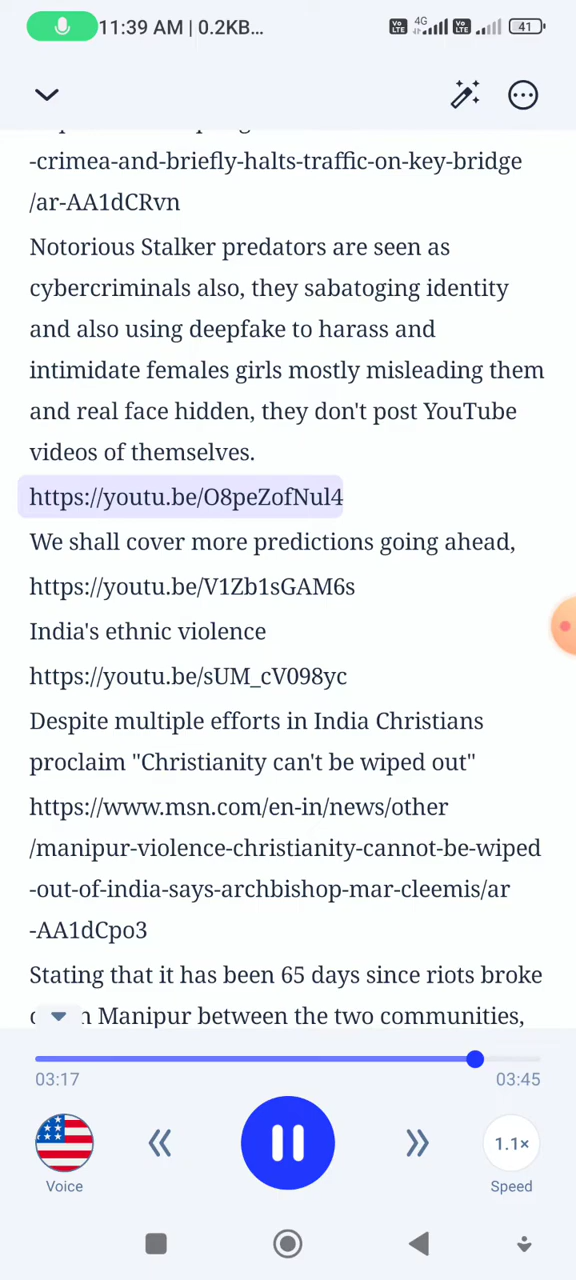 11:39 AM | 0.2KB...
Vo LTE
4G
Vo LTE
41
-crimea-and-briefly-halts-traffic-on-key-bridge
/ar-AA1dCRvn
Notorious Stalker predators are seen as
cybercriminals also, they sabatoging identity
and also using deepfake to harass and
intimidate females girls mostly misleading them
and real face hidden, they don't post YouTube
videos of themselves.
https://youtu.be/O8peZofNul4
We shall cover more predictions going ahead,
https://youtu.be/V1Zb1sGAM6s
India's ethnic violence
https://youtu.be/sUM_cV098yc
Despite multiple efforts in India Christians
proclaim "Christianity can't be wiped out"
https://www.msn.com/en-in/news/other
/manipur-violence-christianity-cannot-be-wiped
-out-of-india-says-archbishop-mar-cleemis/ar
-AA1dCpo3
Stating that it has been 65 days since riots broke
Manipur between the two communities,
03:17
03:45
1.1×
Voice
Speed